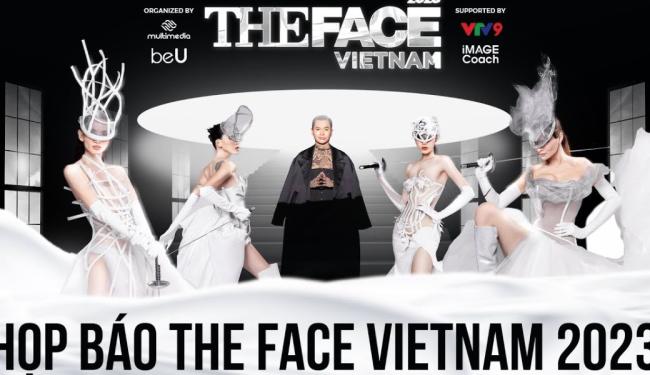 2023
ORGANIZED BY
multimedia
beU
THE FACE
VIETNAM
SUPPORTED BY
VTV9
iMAGE
Coach
HỌP BÁO THE FACE VIETNAM 2023